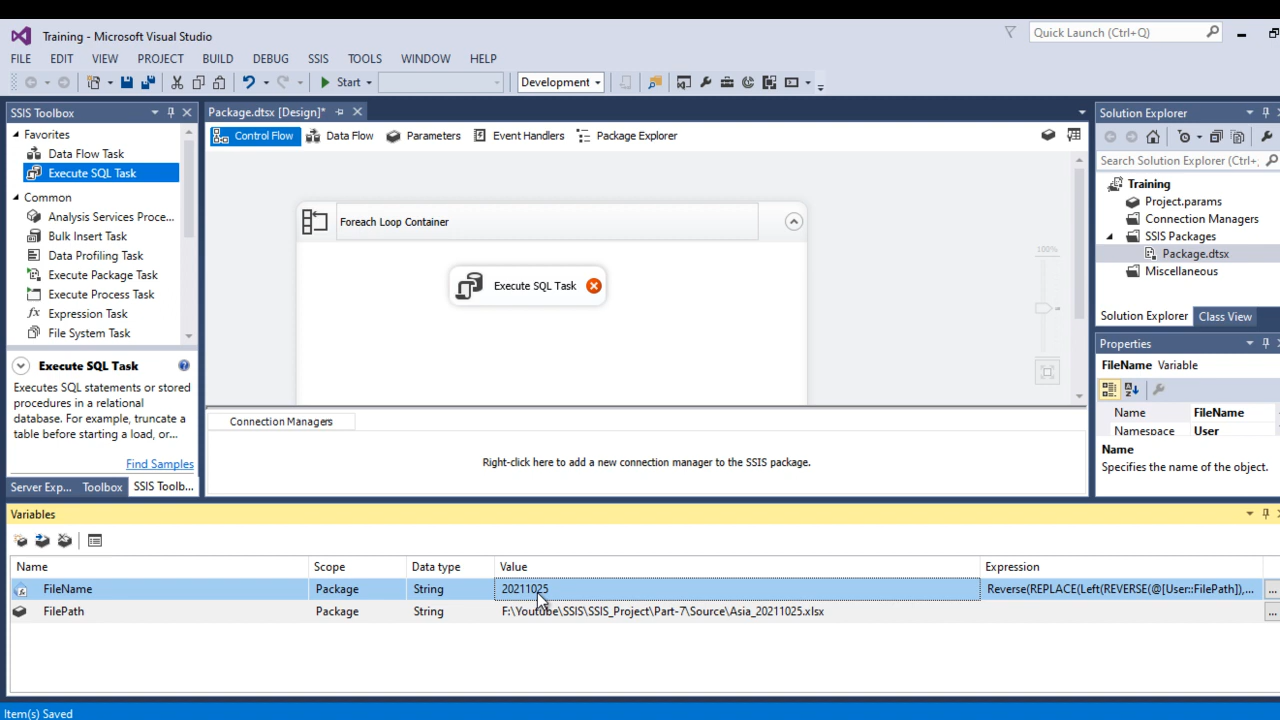 Training - Microsoft Visual Studio
Quick Launch (Ctrl+Q)
FILE EDIT VIEW PROJECT BUILD DEBUG SSIS TOOLS WINDOW HELP
Start Development
SSIS Toolbox
Favorites
Data Flow Task
Execute SQL Task
Common
Analysis Services Proce...
Bulk Insert Task
Data Profiling Task
Execute Package Task
Execute Process Task
fx Expression Task
File System Task
Execute SQL Task
Executes SQL statements or stored
procedures in a relational
database. For example, truncate a
table before starting a load, or...
Find Samples
Server Exp... Toolbox SSIS Toolb...
Package.dtsx [Design]*
Control Flow Data Flow Parameters Event Handlers Package Explorer
Foreach Loop Container
Execute SQL Task
100%
Connection Managers
Right-click here to add a new connection manager to the SSIS package.
Solution Explorer
Search Solution Explorer (Ctrl+;
Training
Project.params
Connection Managers
SSIS Packages
Package.dtsx
Miscellaneous
Solution Explorer Class View
Properties
FileName Variable
Name FileName
Namespace User
Name
Specifies the name of the object.
Variables
Name Scope Data type Value Expression
FileName Package String 20211025 Reverse(REPLACE(Left(REVERSE(@[User::FilePath]),... ...
FilePath Package String F:\Youtube\SSIS\SSIS_Project\Part-7\Source\Asia_20211025.xlsx ...
Item(s) Saved